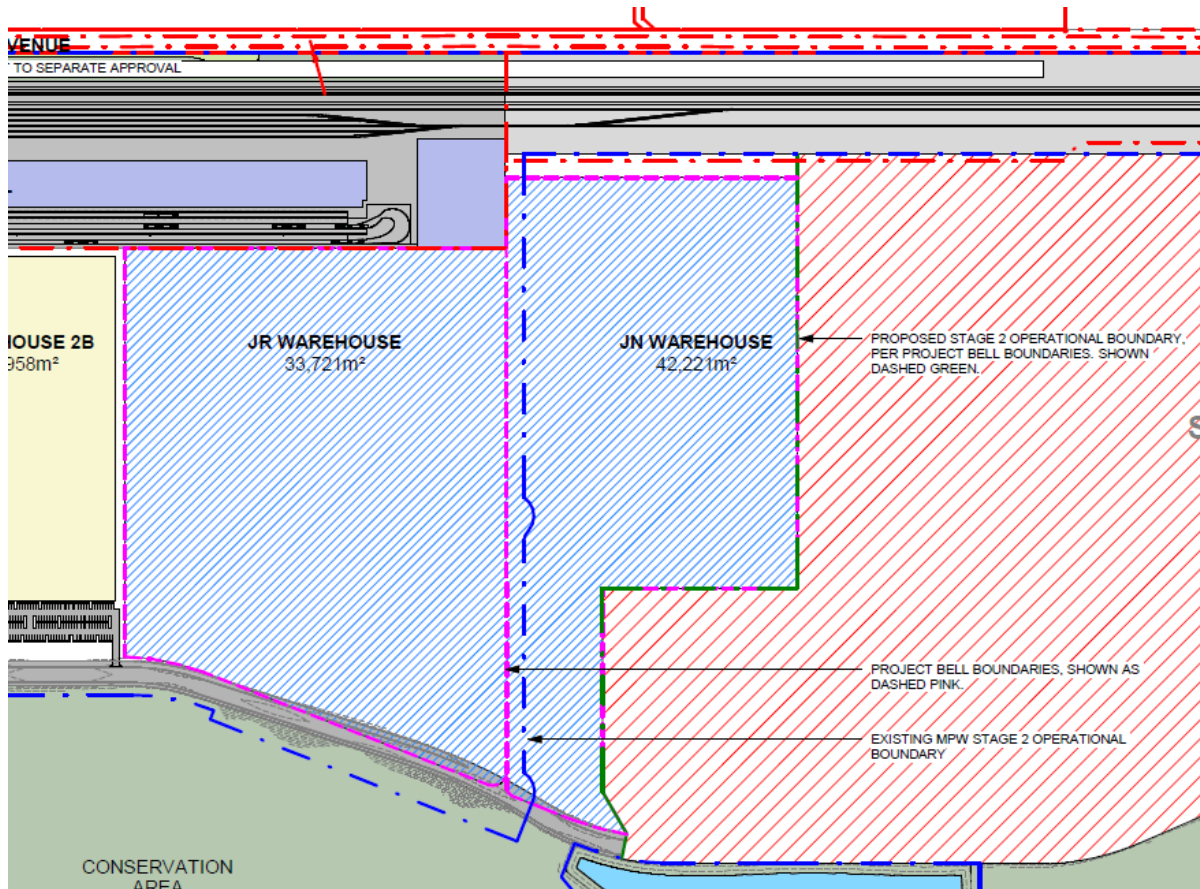 VENUE
TO SEPARATE APPROVAL
HOUSE 2B
958m²
JR WAREHOUSE
33,721m²
JN WAREHOUSE
42,221m²
PROPOSED STAGE 2 OPERATIONAL BOUNDARY,
PER PROJECT BELL BOUNDARIES. SHOWN
DASHED GREEN.
S
PROJECT BELL BOUNDARIES, SHOWN AS
DASHED PINK.
EXISTING MPW STAGE 2 OPERATIONAL
BOUNDARY
CONSERVATION
AREA